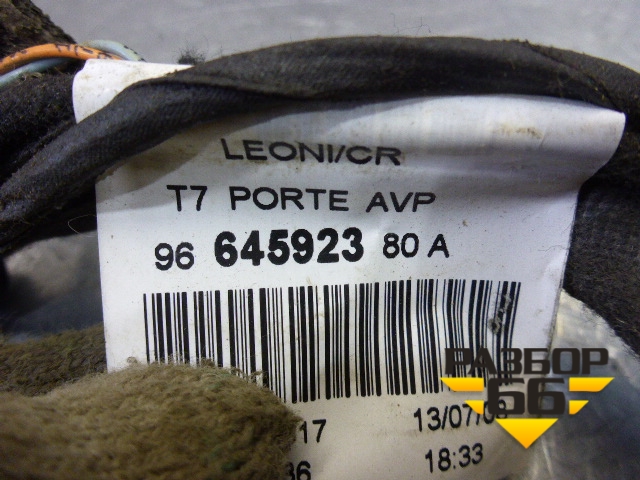 LEONI/CR
T7 PORTE AVP
96 645923 80 A
17 13/07/
36 18:33
РАЗБОР
66